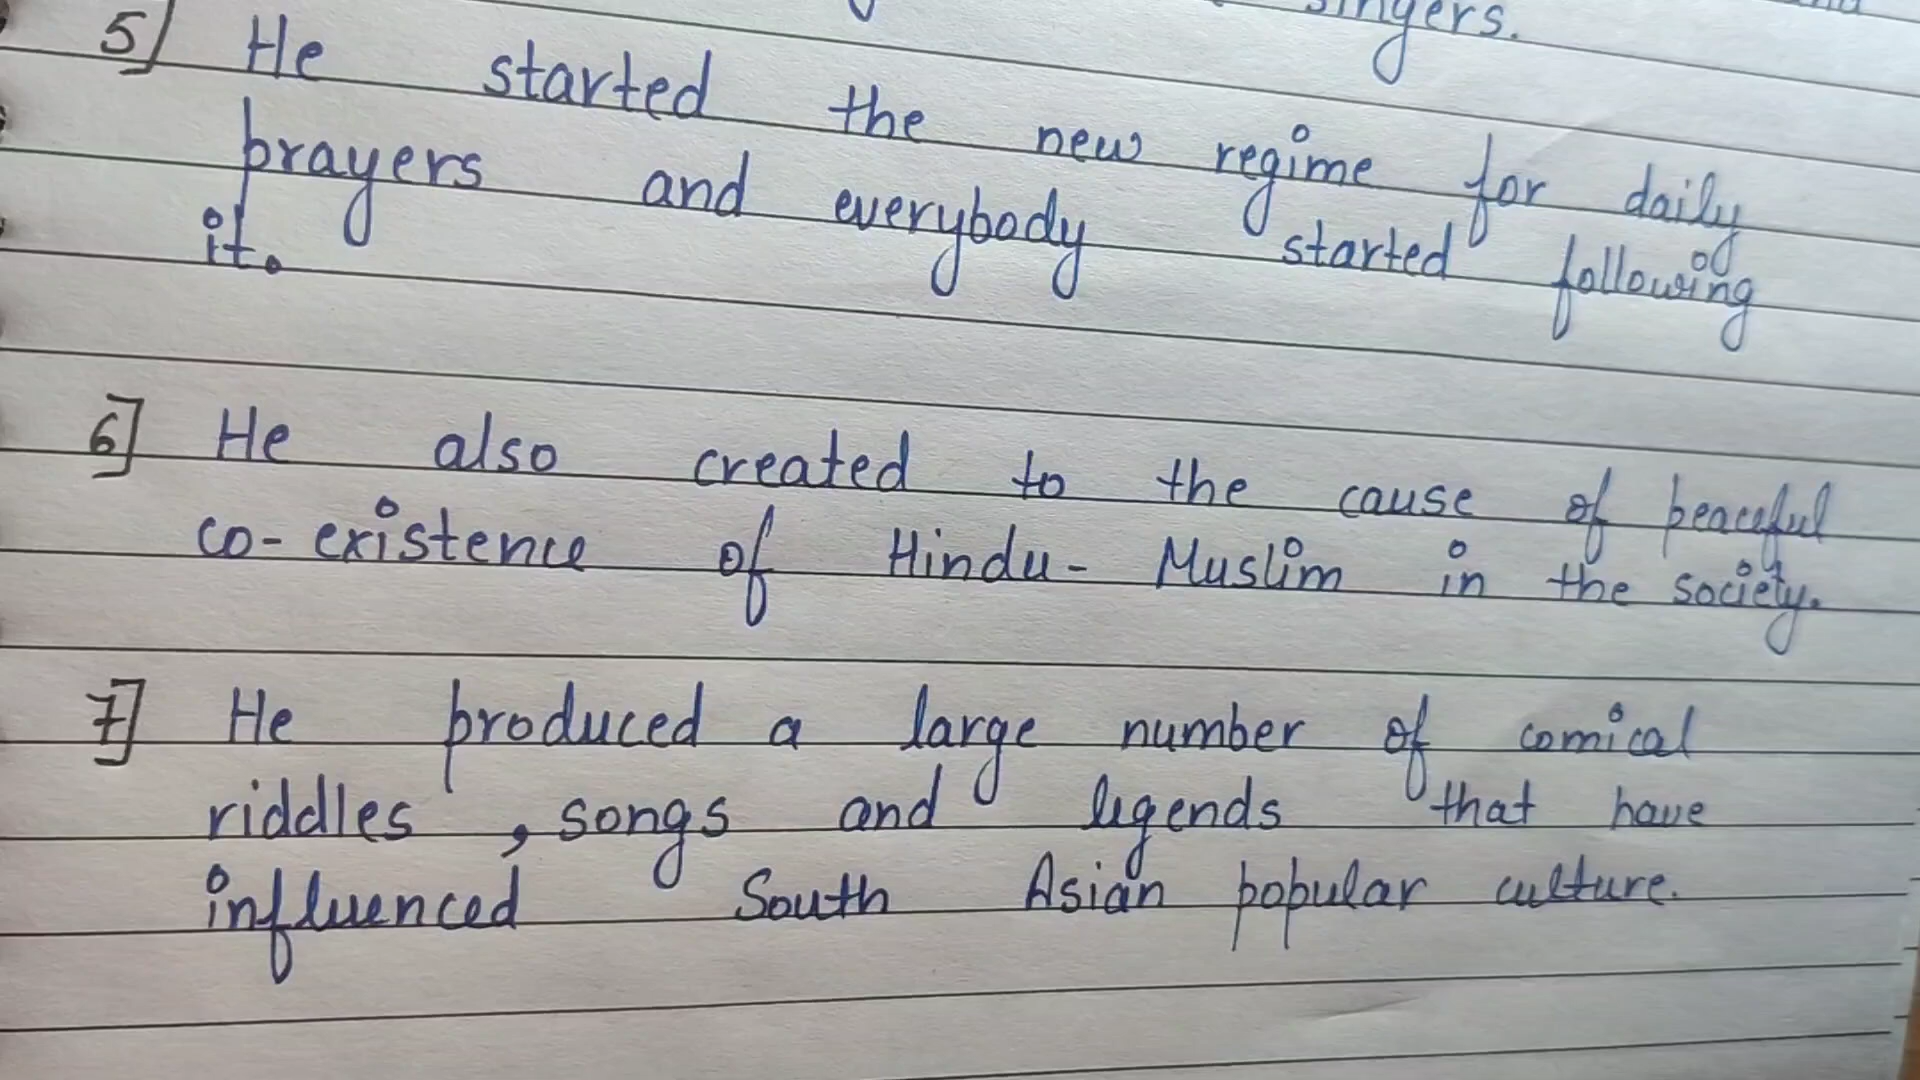 singers.
5] He started the new regime for daily
prayers and everybody started following
it.
6] He also created to the cause of peaceful
co-existence of Hindu- Muslim in the society.
7] He produced a large number of comical
riddles, songs and legends that have
influenced South Asian popular culture.